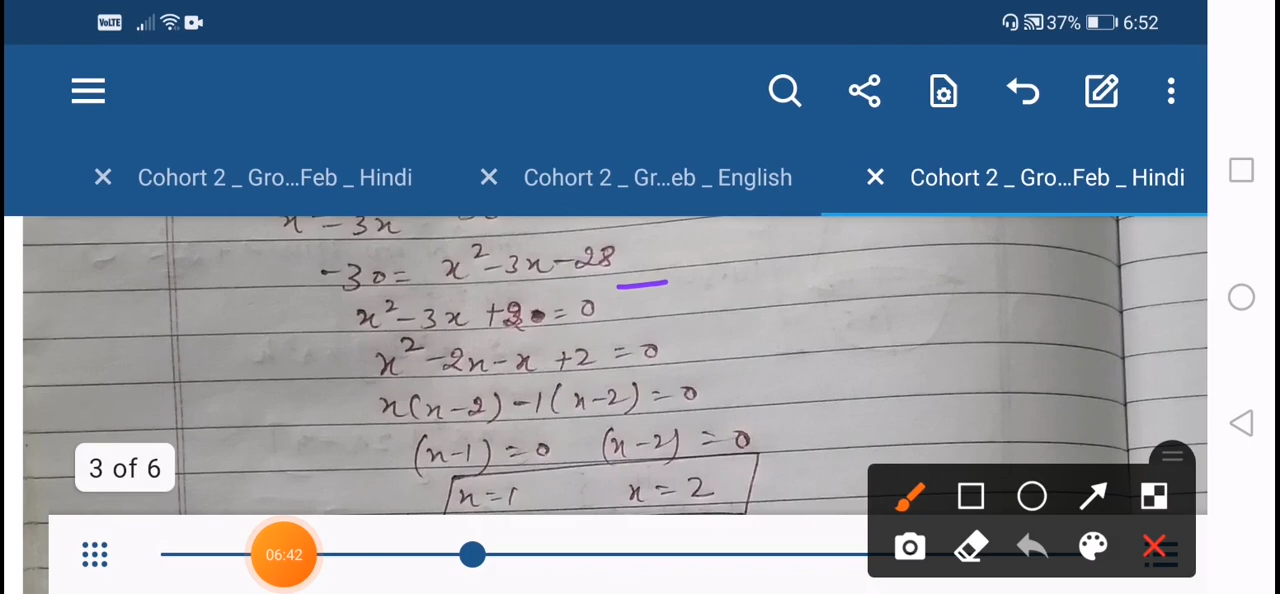 VoLTE 37% 6:52
Cohort 2 _ Gro...Feb _ Hindi Cohort 2 _ Gr...eb _ English Cohort 2 _ Gro...Feb _ Hindi
-30 = x²-3x-28
x²-3x+2=0
x²-2x-x+2=0
x(x-2)-1(x-2)=0
(x-1)=0 (x-2)=0
x=1 x=2
3 of 6
06:42